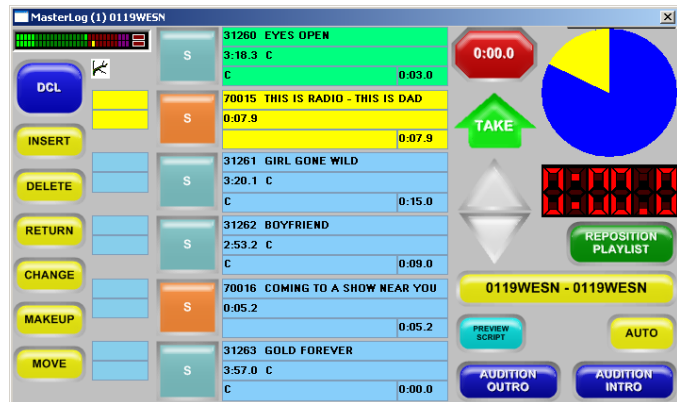 MasterLog (1) 0119WESN
DCL
INSERT
DELETE
RETURN
CHANGE
MAKEUP
MOVE
S
31260 EYES OPEN
3:18.3 C
C 0:03.0
S
70015 THIS IS RADIO - THIS IS DAD
0:07.9
0:07.9
S
31261 GIRL GONE WILD
3:20.1 C
C 0:15.0
S
31262 BOYFRIEND
2:53.2 C
C 0:09.0
S
70016 COMING TO A SHOW NEAR YOU
0:05.2
0:05.2
S
31263 GOLD FOREVER
3:57.0 C
C 0:00.0
0:00.0
TAKE
0:00.0
REPOSITION
PLAYLIST
0119WESN - 0119WESN
PREVIEW
SCRIPT
AUTO
AUDITION
OUTRO
AUDITION
INTRO